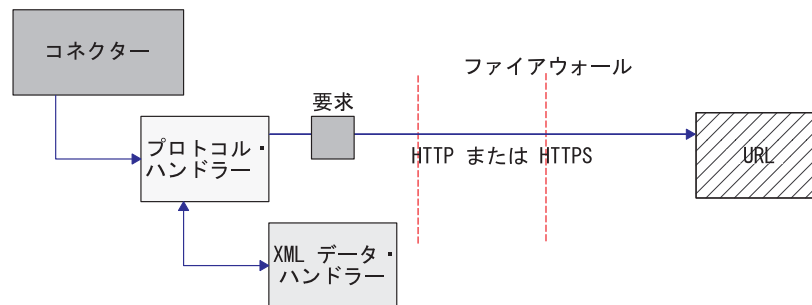 コネクター
ファイアウォール
要求
プロトコル・
ハンドラー
HTTP または HTTPS
URL
XML データ・
ハンドラー